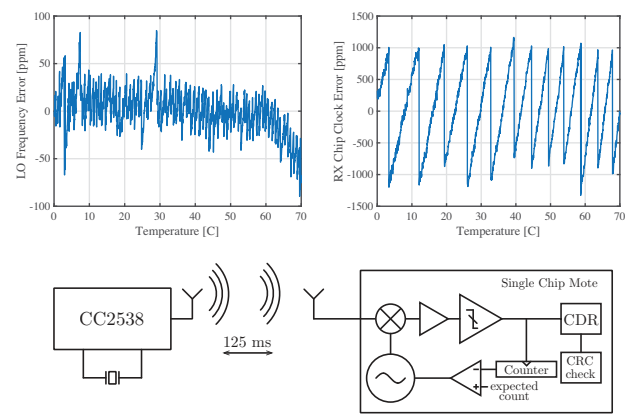 LO Frequency Error [ppm]
100
50
0
-50
-100
0 10 20 30 40 50 60 70
Temperature [C]
RX Chip Clock Error [ppm]
1500
1000
500
0
-500
-1000
-1500
0 10 20 30 40 50 60 70
Temperature [C]
CC2538
125 ms
Single Chip Mote
CDR
CRC
check
Counter
expected
count